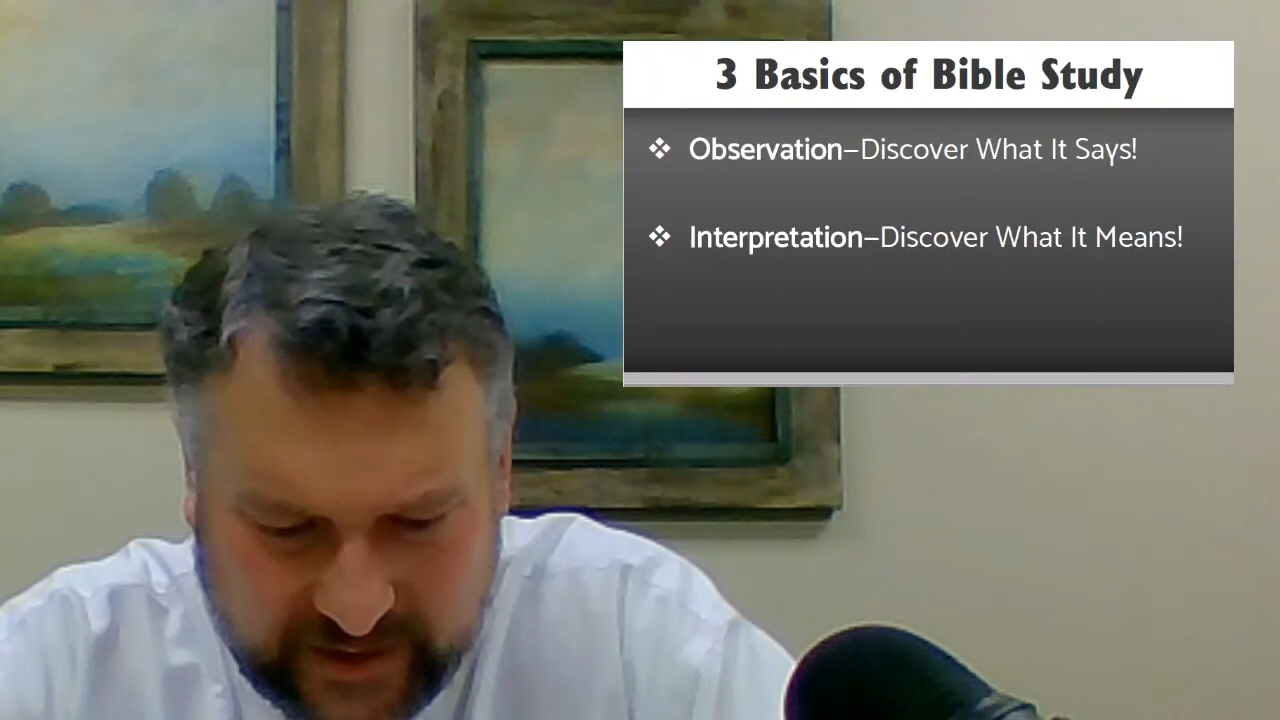 3 Basics of Bible Study
❖ Observation–Discover What It Says!
❖ Interpretation–Discover What It Means!